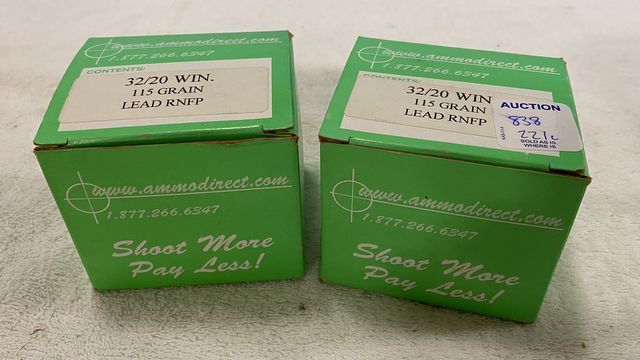 www.ammodirect.com
1.877.266.6347
CONTENTS:
32/20 WIN.
115 GRAIN
LEAD RNFP
www.ammodirect.com
1.877.266.6347
Shoot More
Pay Less!
www.ammodirect.com
1.877.266.6347
CONTENTS:
32/20 WIN
115 GRAIN
LEAD RNFP
AUCTION
838
221c
SOLD AS IS
WHERE IS
www.ammodirect.com
1.877.266.6347
Shoot More
Pay Less!